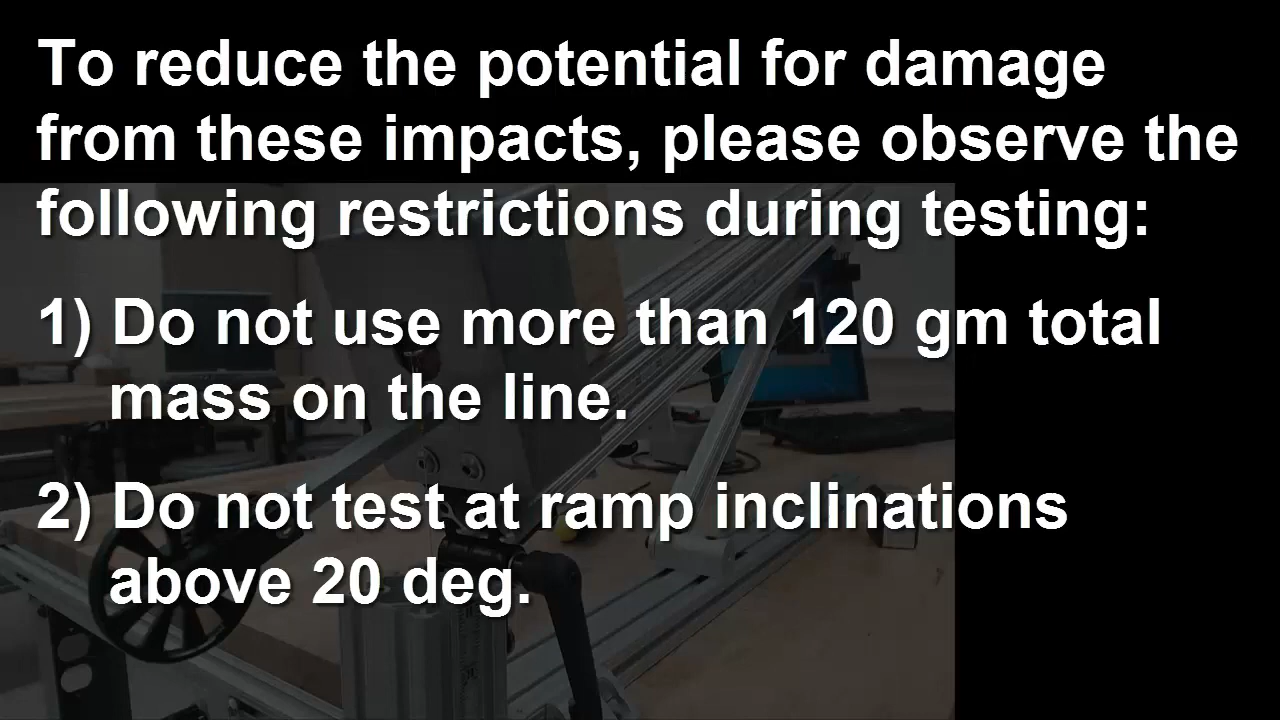 To reduce the potential for damage
from these impacts, please observe the
following restrictions during testing:
1) Do not use more than 120 gm total
mass on the line.
2) Do not test at ramp inclinations
above 20 deg.